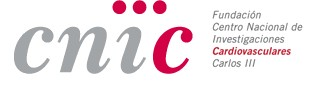 cnic
Fundación
Centro Nacional de
Investigaciones
Cardiovasculares
Carlos III